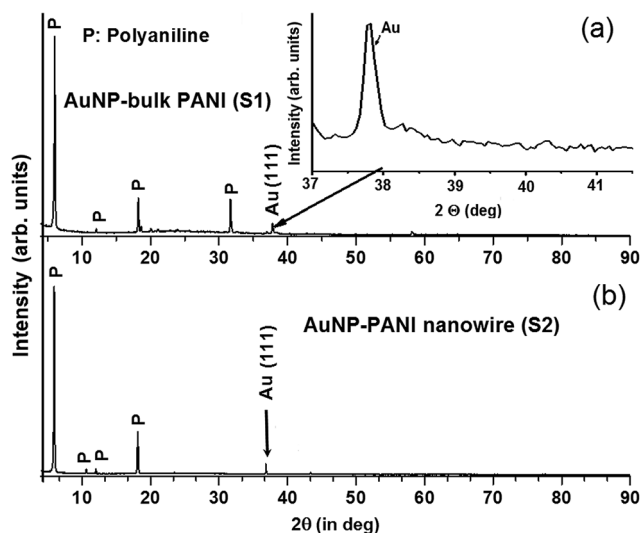 P
P: Polyaniline
(a)
AuNP-bulk PANI (S1)
P
P
P
Au (111)
Intensity (arb. units)
Au
37 38 39 40 41
2 Θ (deg)
10 20 30 40 50 60 70 80 90
Intensity (arb. units)
P
(b)
AuNP-PANI nanowire (S2)
P
P
P
Au (111)
10 20 30 40 50 60 70 80 90
2θ (in deg)